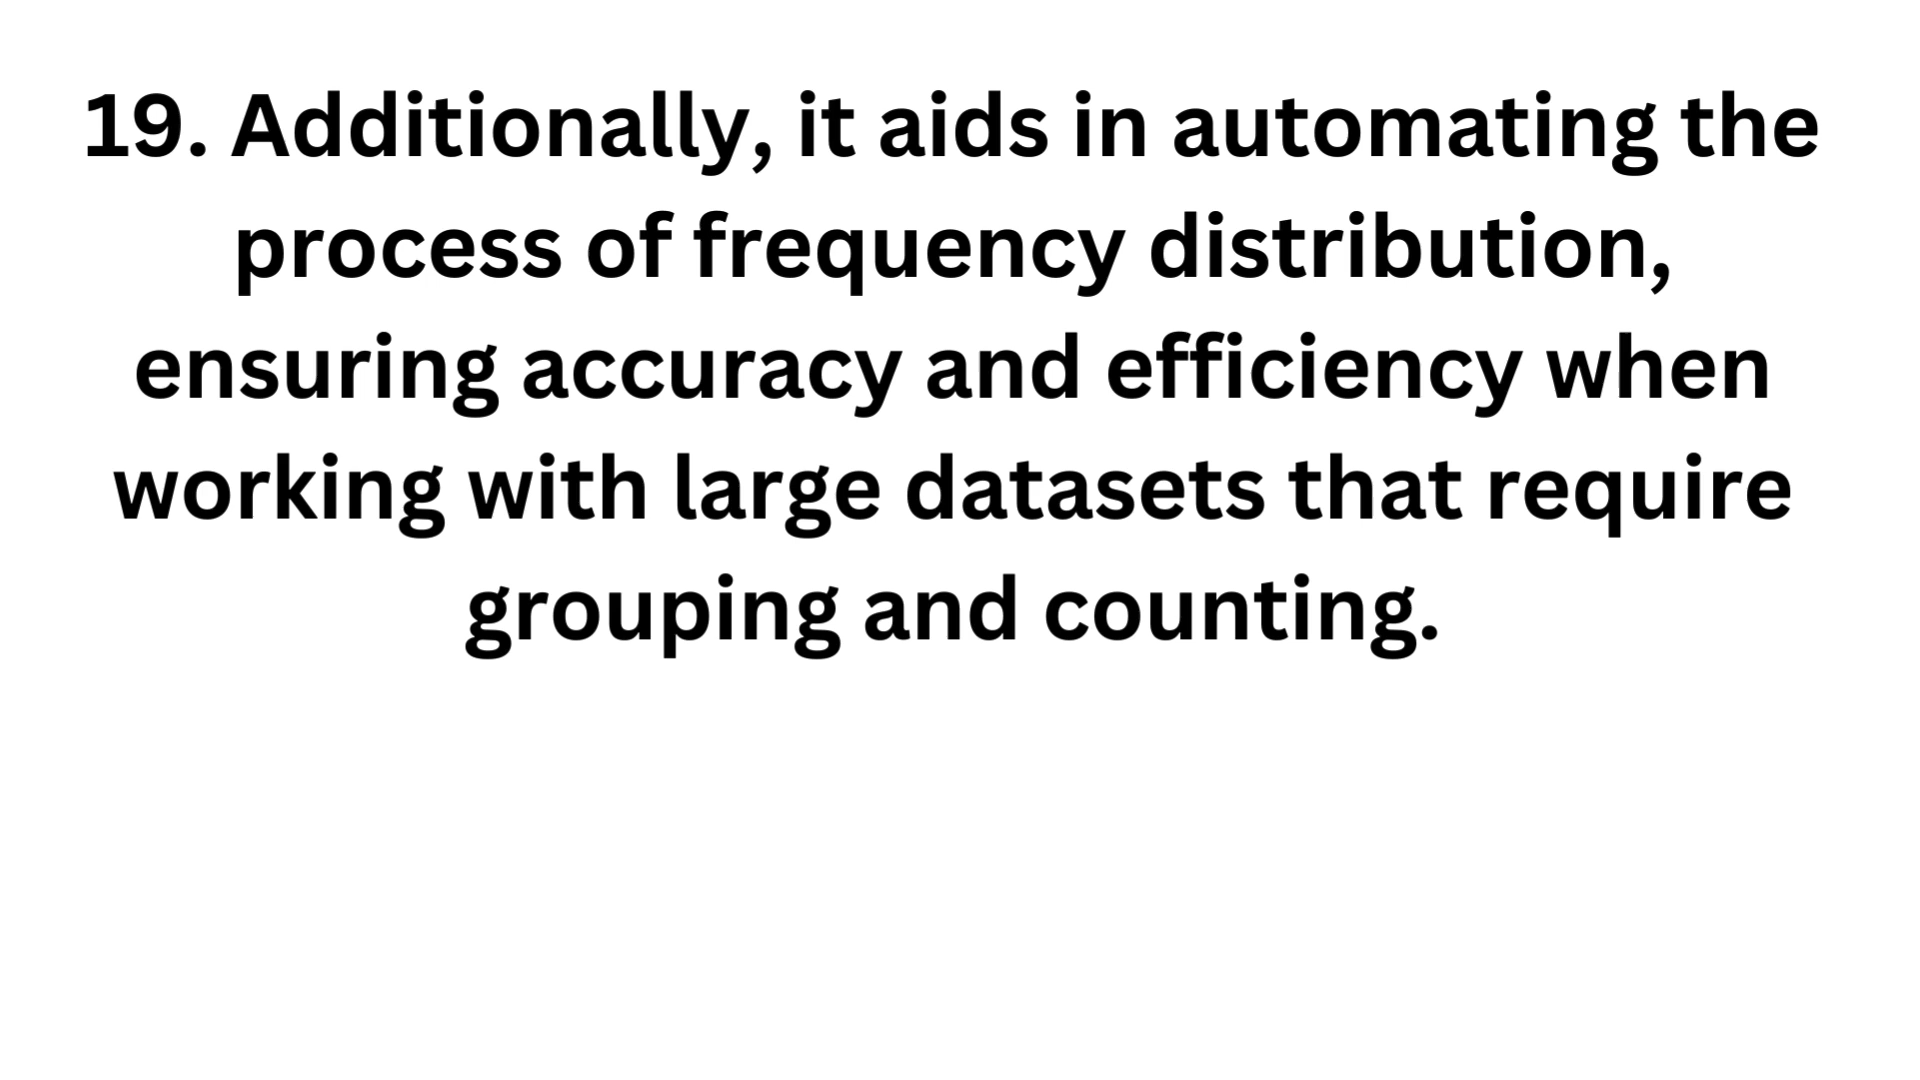 19. Additionally, it aids in automating the
process of frequency distribution,
ensuring accuracy and efficiency when
working with large datasets that require
grouping and counting.